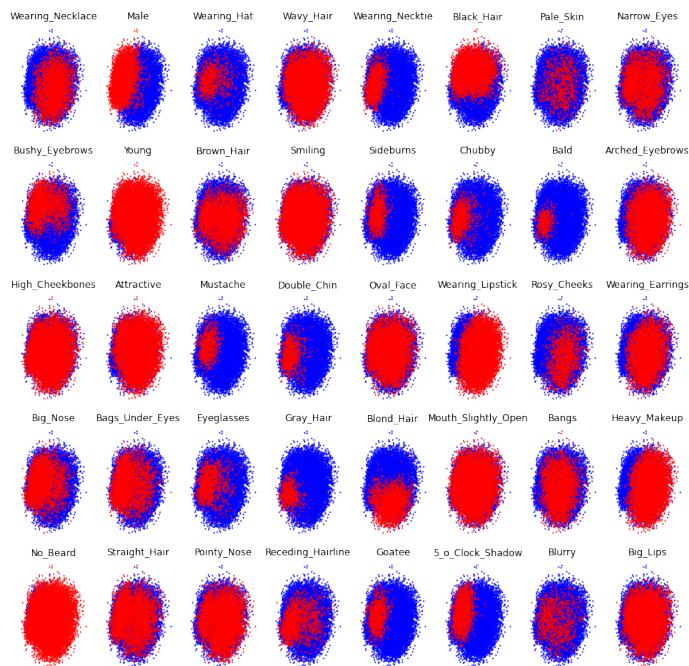 Wearing_Necklace Male Wearing_Hat Wavy_Hair Wearing_Necktie Black_Hair Pale_Skin Narrow_Eyes
Bushy_Eyebrows Young Brown_Hair Smiling Sideburns Chubby Bald Arched_Eyebrows
High_Cheekbones Attractive Mustache Double_Chin Oval_Face Wearing_Lipstick Rosy_Cheeks Wearing_Earrings
Big_Nose Bags_Under_Eyes Eyeglasses Gray_Hair Blond_Hair Mouth_Slightly_Open Bangs Heavy_Makeup
No_Beard Straight_Hair Pointy_Nose Receding_Hairline Goatee 5_o_Clock_Shadow Blurry Big_Lips